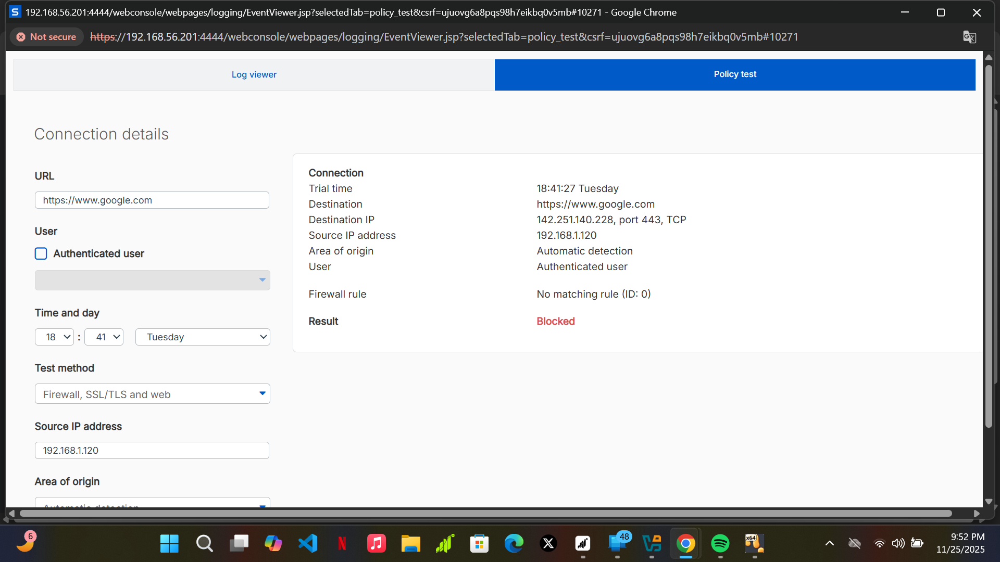 192.168.56.201:4444/webconsole/webpages/logging/EventViewer.jsp?selectedTab=policy_test&csrf=ujuovg6a8pqs98h7eikbq0v5mb#10271 - Google Chrome
Not secure https://192.168.56.201:4444/webconsole/webpages/logging/EventViewer.jsp?selectedTab=policy_test&csrf=ujuovg6a8pqs98h7eikbq0v5mb#10271
Log viewer
Policy test
Connection details
URL
https://www.google.com
User
Authenticated user
Time and day
18 : 41 Tuesday
Test method
Firewall, SSL/TLS and web
Source IP address
192.168.1.120
Area of origin
Automatic detection
Connection
Trial time 18:41:27 Tuesday
Destination https://www.google.com
Destination IP 142.251.140.228, port 443, TCP
Source IP address 192.168.1.120
Area of origin Automatic detection
User Authenticated user
Firewall rule No matching rule (ID: 0)
Result Blocked
6
48
x64
9:52 PM
11/25/2025